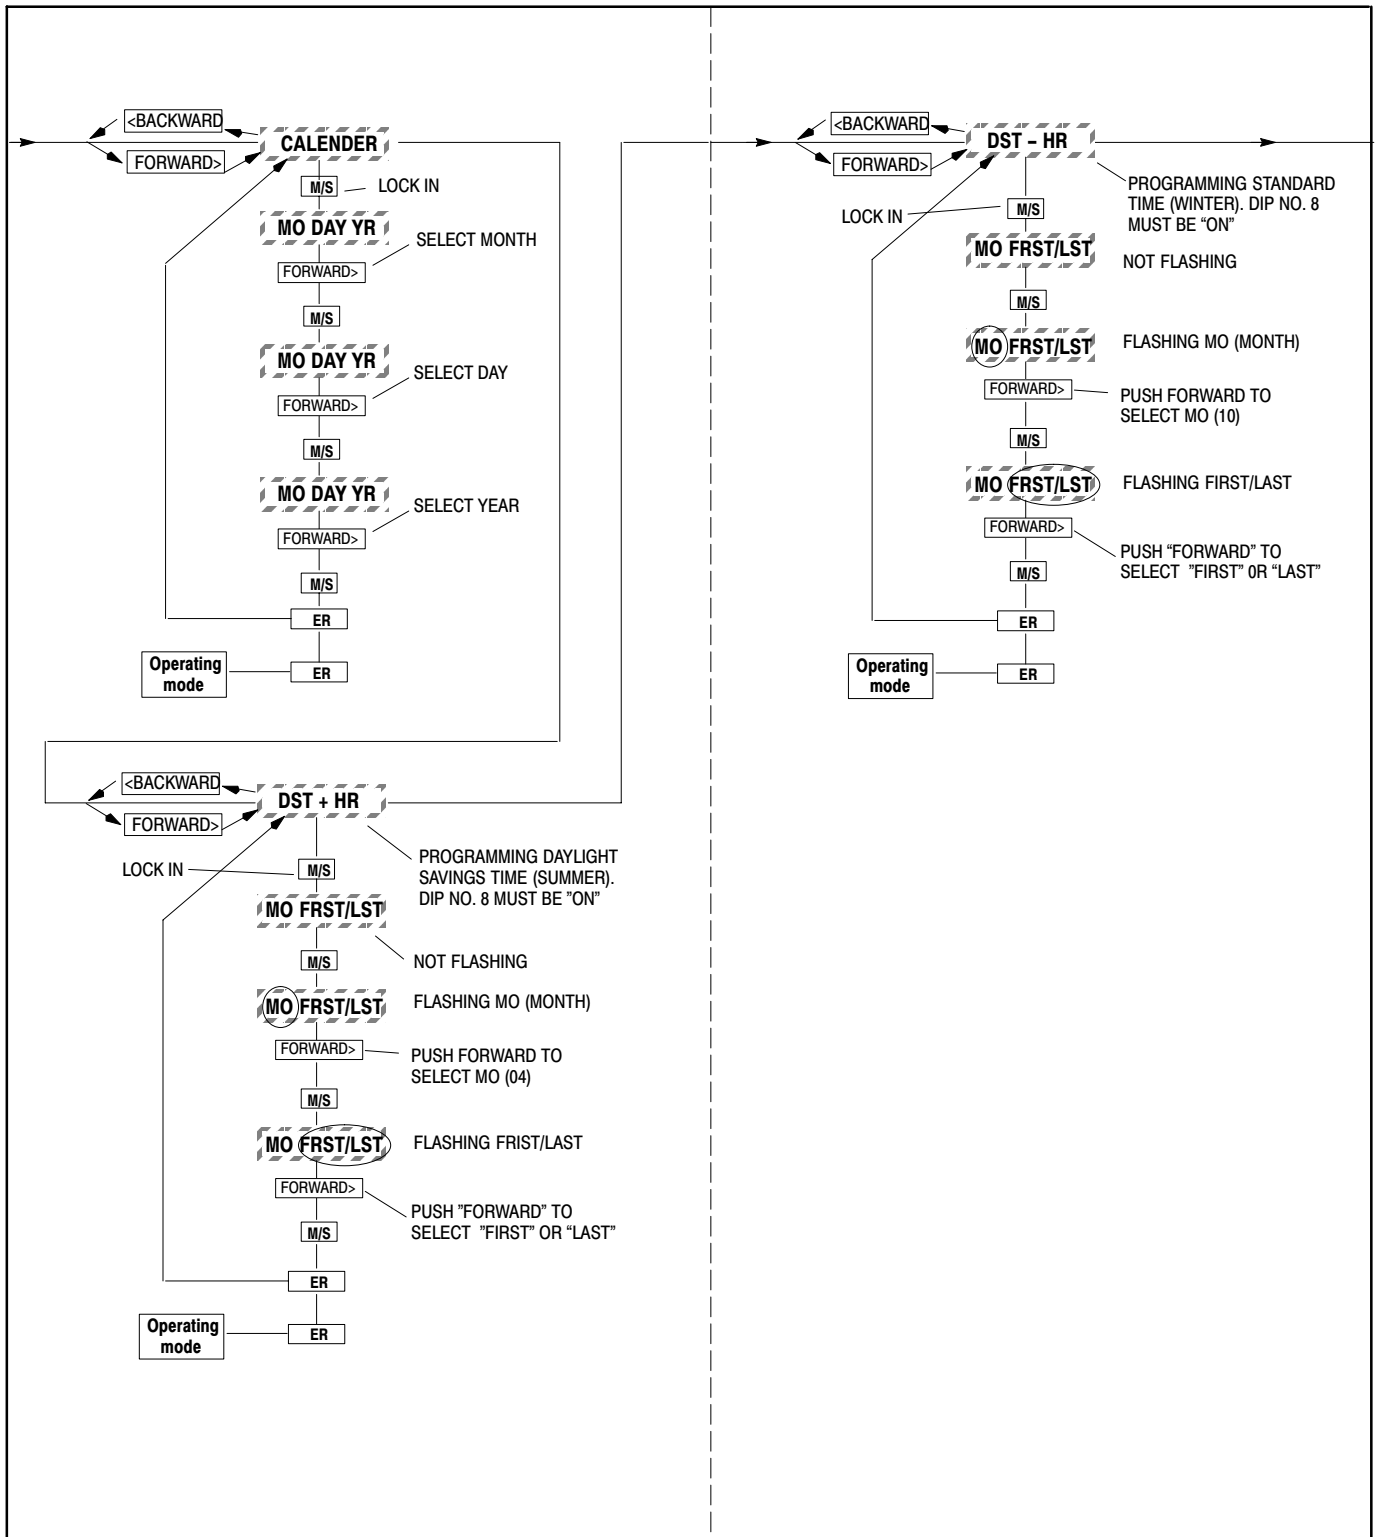 <BACKWARD
CALENDER
FORWARD>
M/S
LOCK IN
MO DAY YR
SELECT MONTH
FORWARD>
M/S
MO DAY YR
SELECT DAY
FORWARD>
M/S
MO DAY YR
SELECT YEAR
FORWARD>
M/S
ER
Operating
mode
ER
<BACKWARD
DST + HR
FORWARD>
LOCK IN
M/S
PROGRAMMING DAYLIGHT
SAVINGS TIME (SUMMER).
DIP NO. 8 MUST BE ”ON”
MO FRST/LST
NOT FLASHING
M/S
MO FRST/LST
FLASHING MO (MONTH)
FORWARD>
PUSH FORWARD TO
SELECT MO (04)
M/S
MO FRST/LST
FLASHING FRIST/LAST
FORWARD>
PUSH ”FORWARD” TO
SELECT ”FIRST” OR “LAST”
M/S
ER
Operating
mode
ER
<BACKWARD
DST – HR
FORWARD>
PROGRAMMING STANDARD
TIME (WINTER). DIP NO. 8
MUST BE “ON”
LOCK IN
M/S
MO FRST/LST
NOT FLASHING
M/S
MO FRST/LST
FLASHING MO (MONTH)
FORWARD>
PUSH FORWARD TO
SELECT MO (10)
M/S
MO FRST/LST
FLASHING FIRST/LAST
FORWARD>
PUSH “FORWARD” TO
SELECT ”FIRST” 0R “LAST”
M/S
ER
Operating
mode
ER